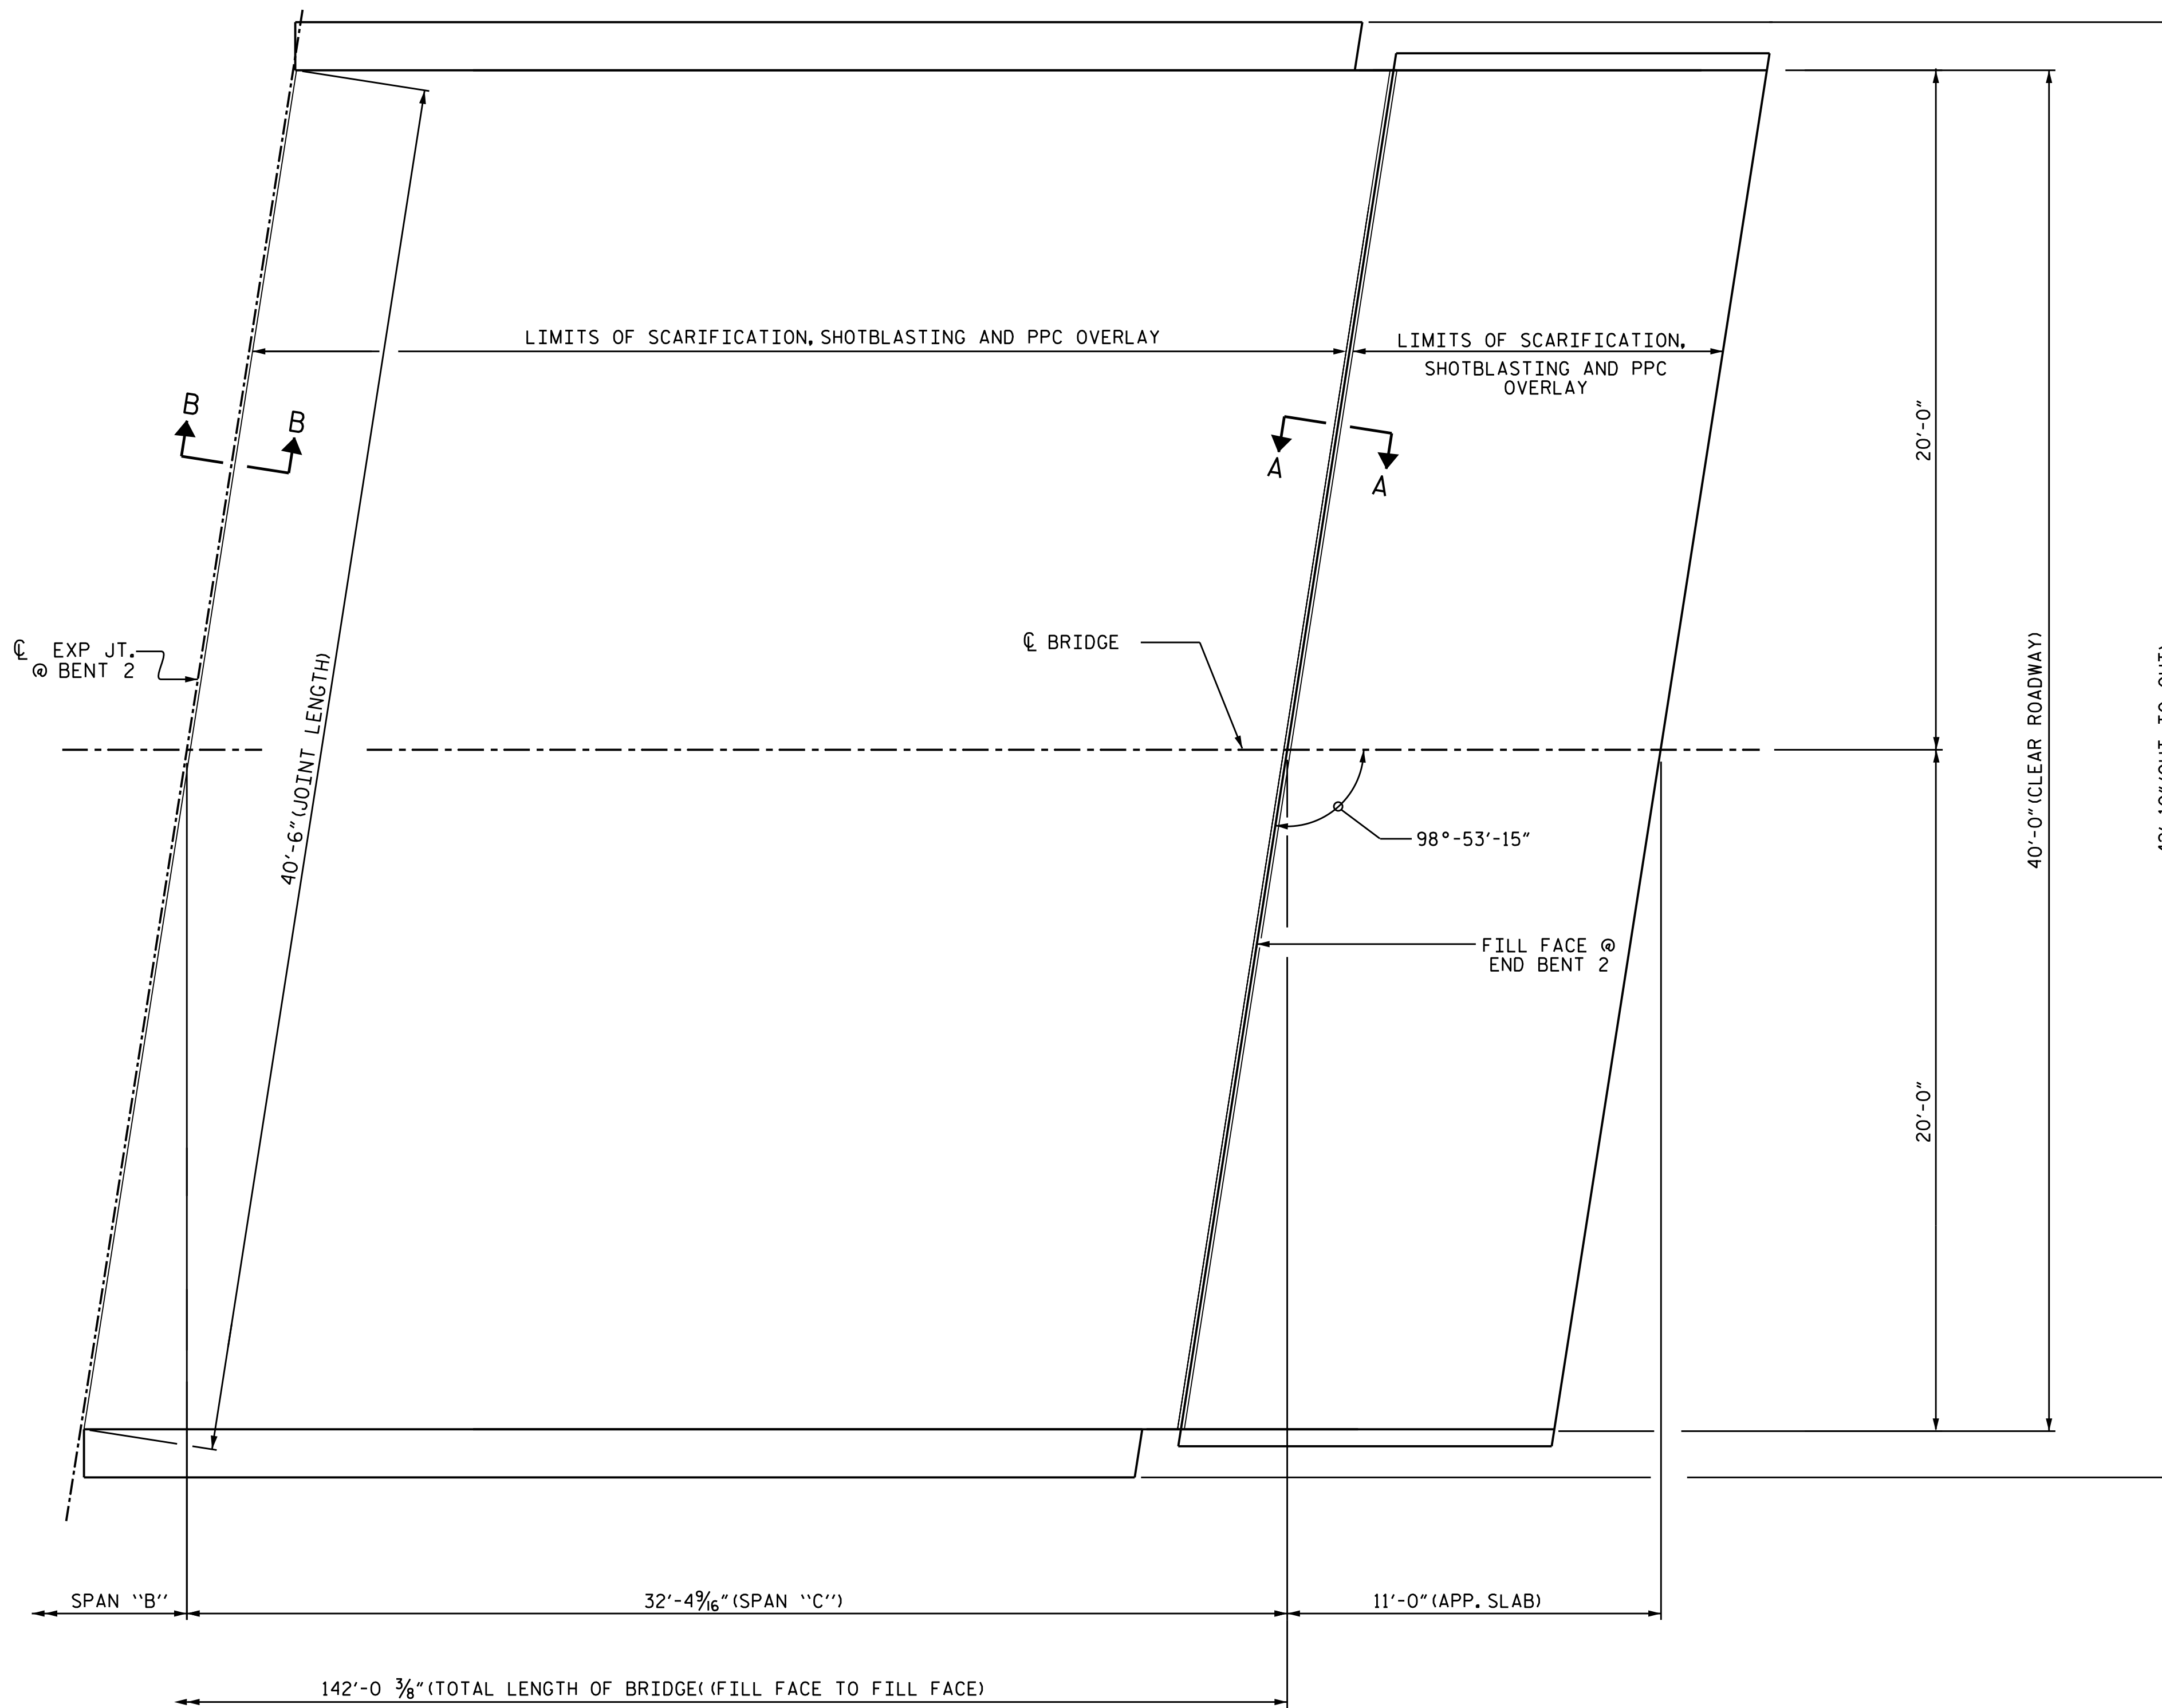 LIMITS OF SCARIFICATION, SHOTBLASTING AND PPC OVERLAY
LIMITS OF SCARIFICATION,
SHOTBLASTING AND PPC
OVERLAY
B
B
A
A
20'-0"
℄ EXP JT.
@ BENT 2
40'-6" (JOINT LENGTH)
℄ BRIDGE
40'-0" (CLEAR ROADWAY)
98°-53'-15"
FILL FACE @
END BENT 2
20'-0"
SPAN ``B''
32'-4 9/16" (SPAN ``C'')
11'-0" (APP. SLAB)
142'-0 3/8" (TOTAL LENGTH OF BRIDGE( (FILL FACE TO FILL FACE)